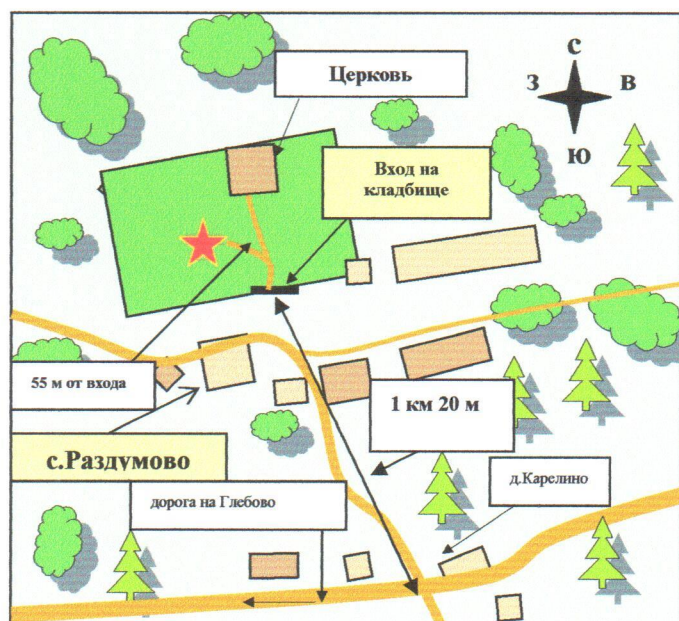 Церковь
С
З
В
Ю
Вход на
кладбище
55 м от входа
1 км 20 м
с.Раздумово
д.Карелино
дорога на Глебово